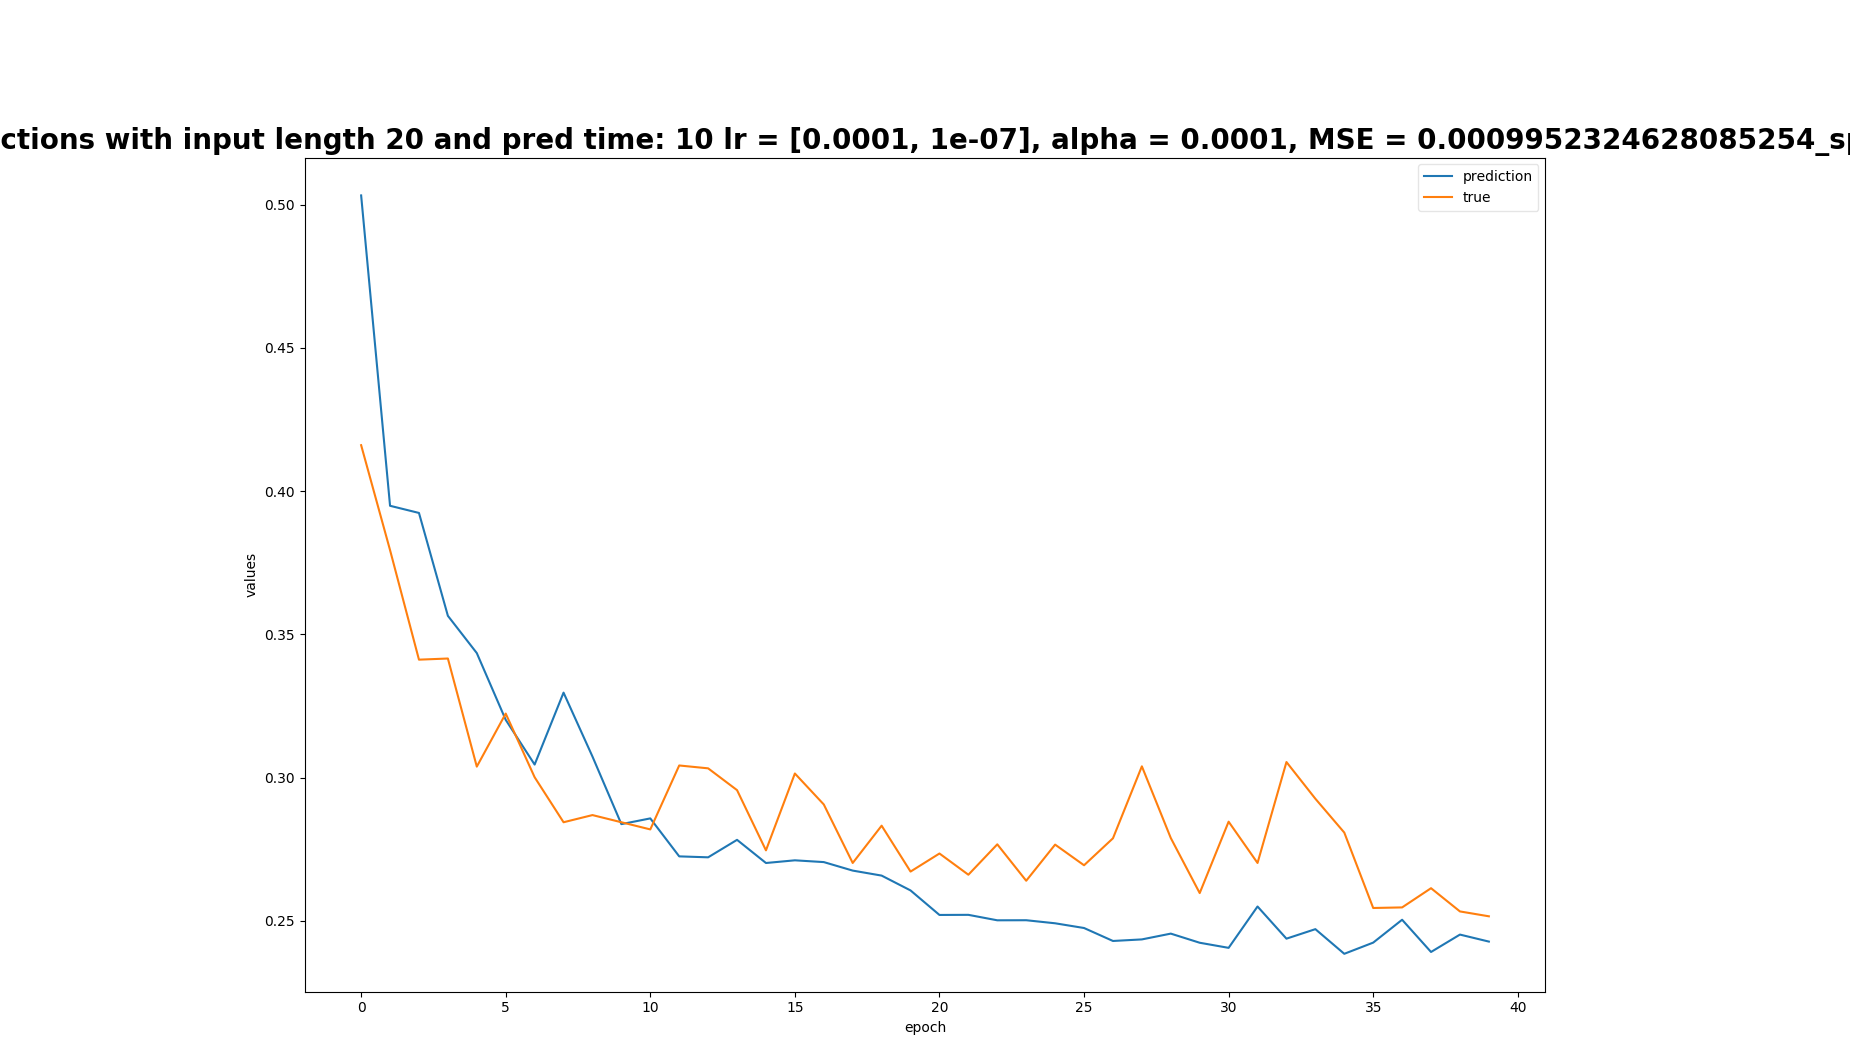 ctions with input length 20 and pred time: 10 lr = [0.0001, 1e-07], alpha = 0.0001, MSE = 0.0009952324628085254_sp
prediction
true
0.50
0.45
0.40
0.35
0.30
0.25
values
0 5 10 15 20 25 30 35 40
epoch